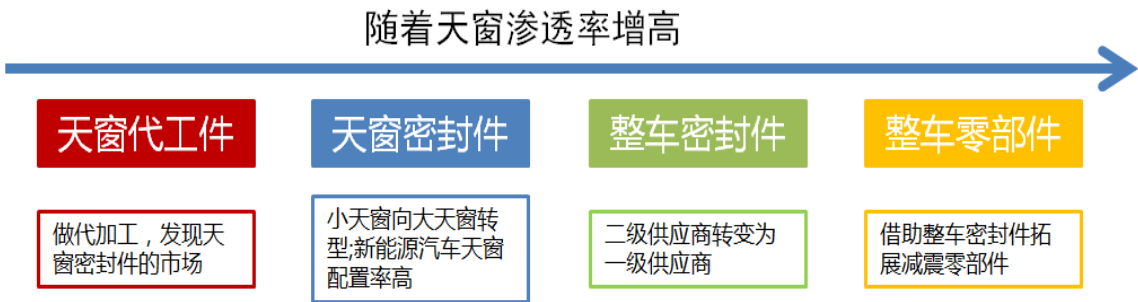 随着天窗渗透率增高
天窗代工件
天窗密封件
整车密封件
整车零部件
做代加工，发现天
窗密封件的市场
小天窗向大天窗转
型;新能源汽车天窗
配置率高
二级供应商转变为
一级供应商
借助整车密封件拓
展减震零部件